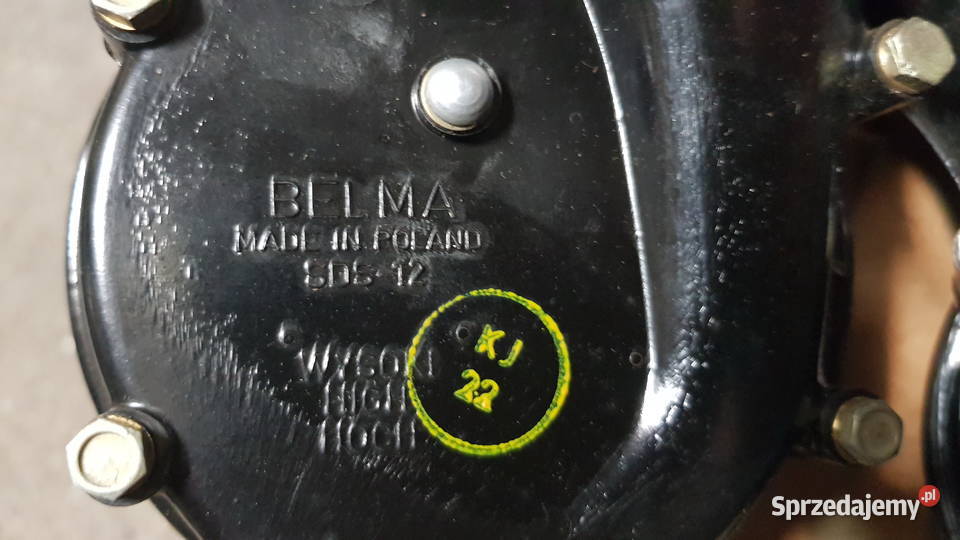 BELMA
MADE IN POLAND
SDS-12
WYSOKI
HIGH
HOCH
KJ
22
Sprzedajemy.pl